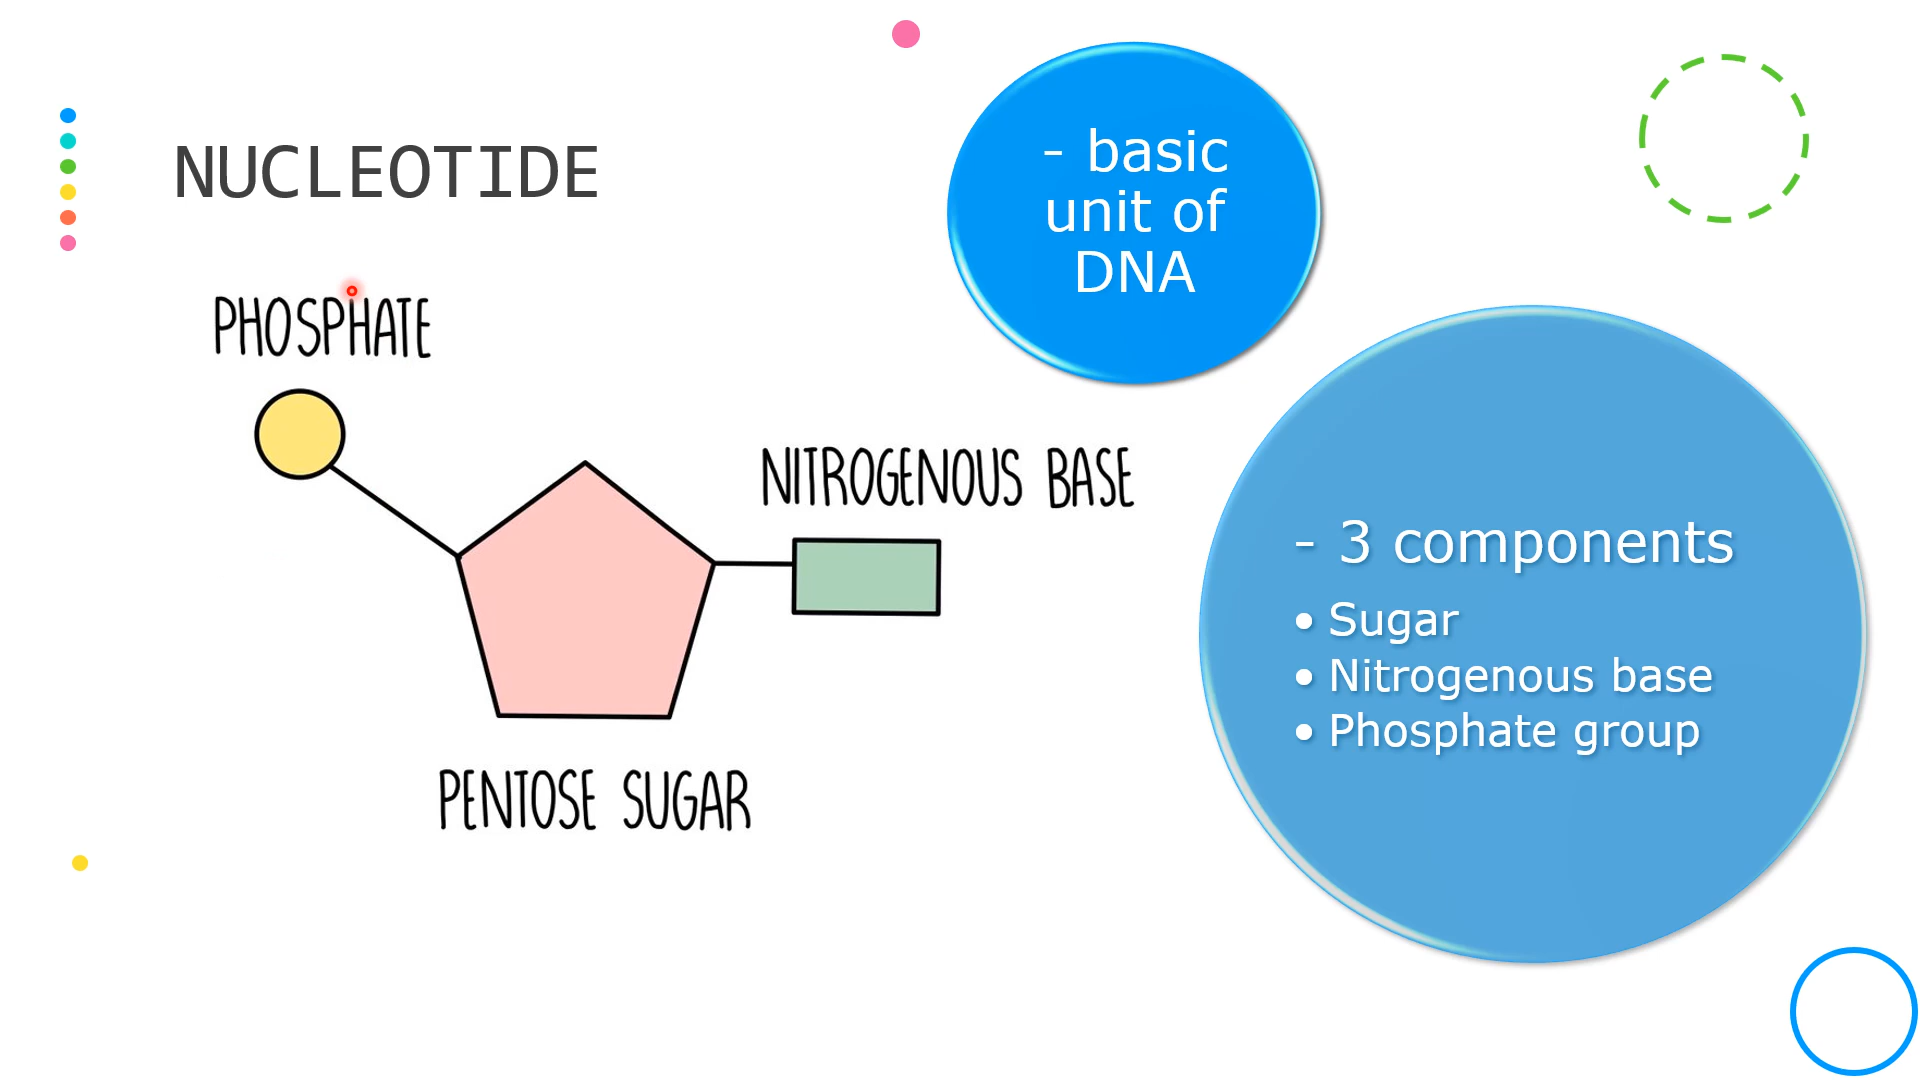 NUCLEOTIDE
- basic
unit of
DNA
PHOSPHATE
NITROGENOUS BASE
PENTOSE SUGAR
- 3 components
• Sugar
• Nitrogenous base
• Phosphate group